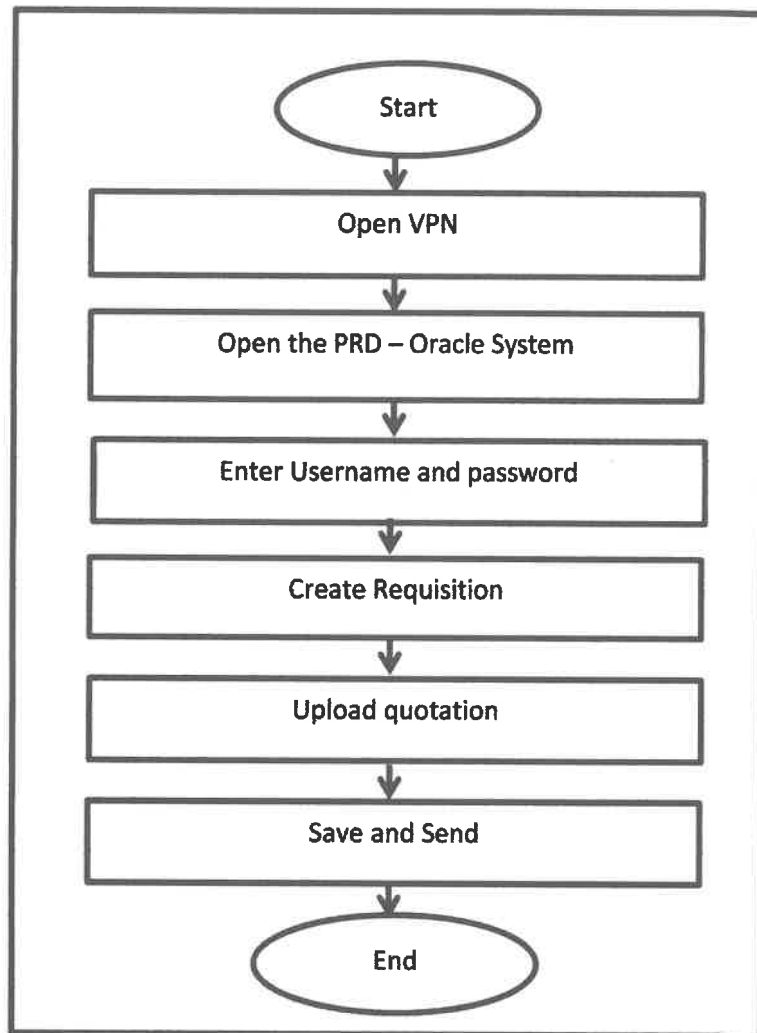 Start
Open VPN
Open the PRD – Oracle System
Enter Username and password
Create Requisition
Upload quotation
Save and Send
End